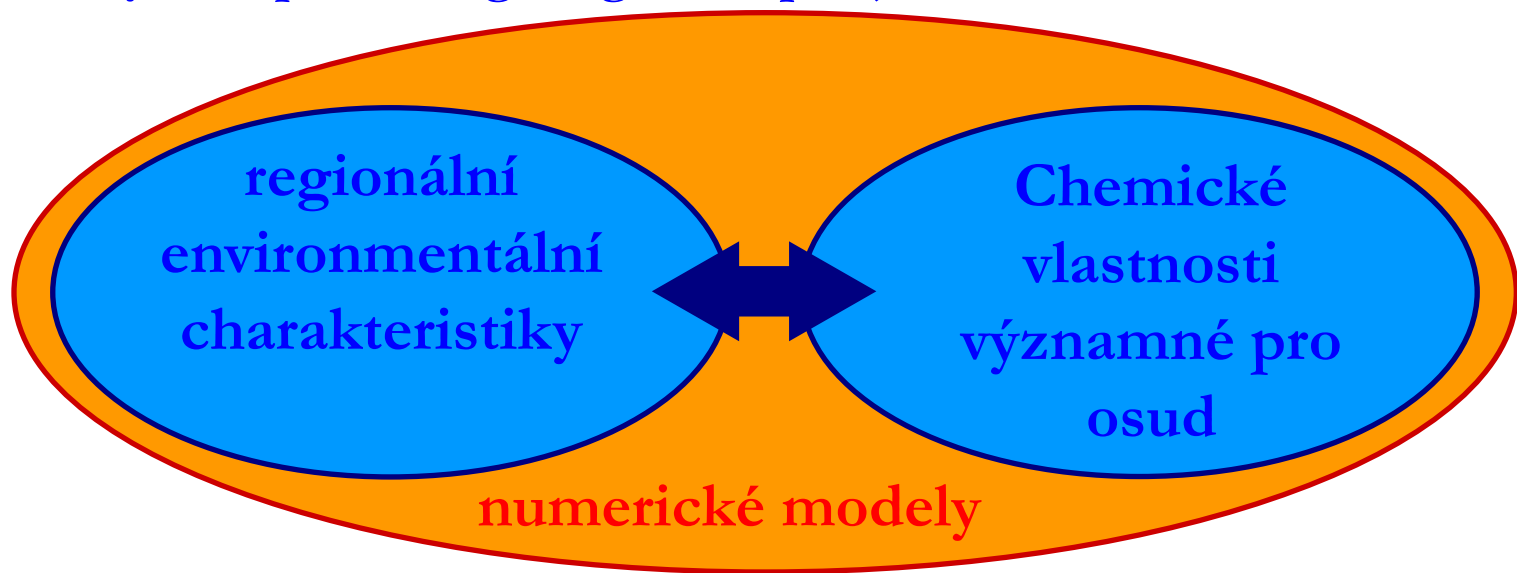 regionální
environmentální
charakteristiky
Chemické
vlastnosti
významné pro
osud
numerické modely